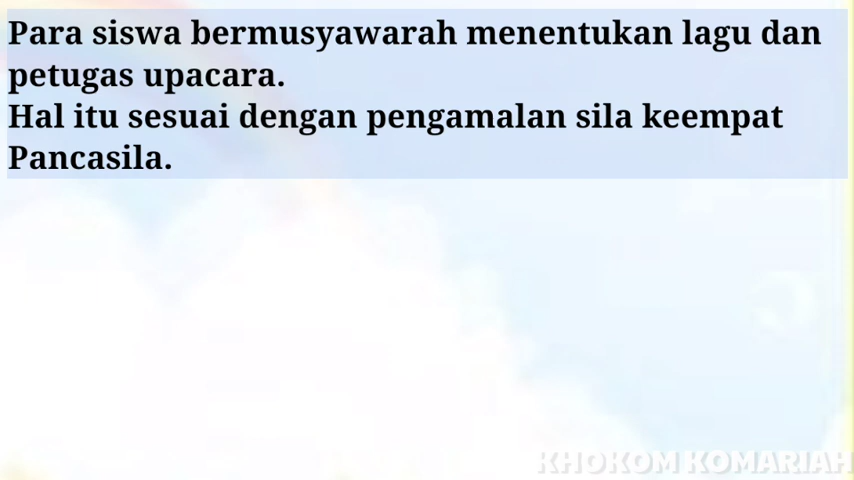 Para siswa bermusyawarah menentukan lagu dan
petugas upacara.
Hal itu sesuai dengan pengamalan sila keempat
Pancasila.
KHOKOM KOMARIAH